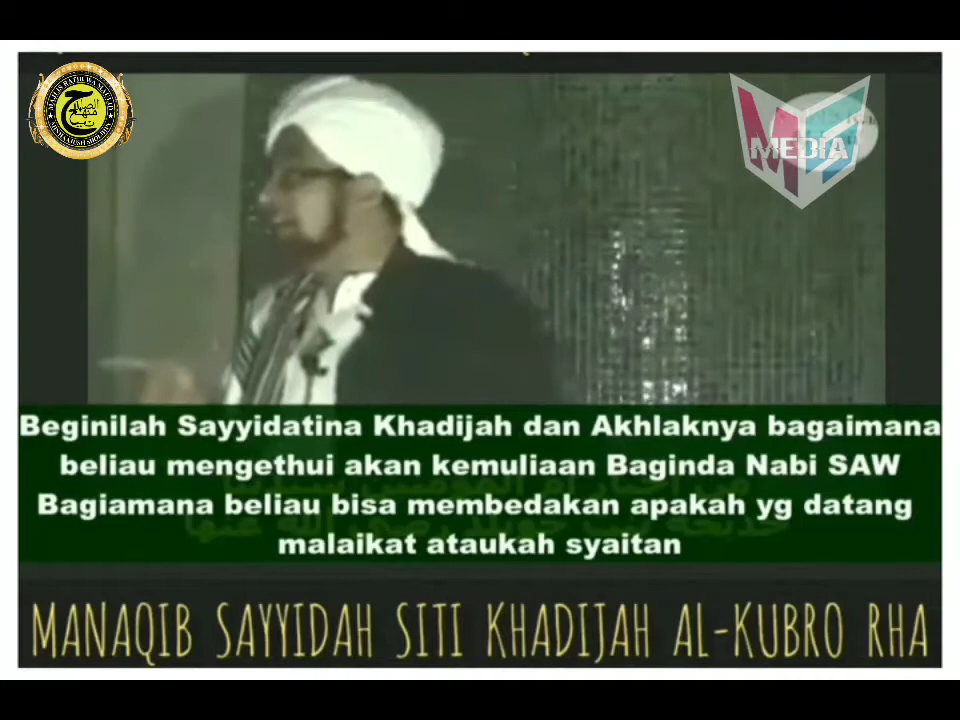 MEDIA
Beginilah Sayyidatina Khadijah dan Akhlaknya bagaimana
beliau mengethui akan kemuliaan Baginda Nabi SAW
Bagiamana beliau bisa membedakan apakah yg datang
malaikat ataukah syaitan
MANAQIB SAYYIDAH SITI KHADIJAH AL-KUBRO RHA